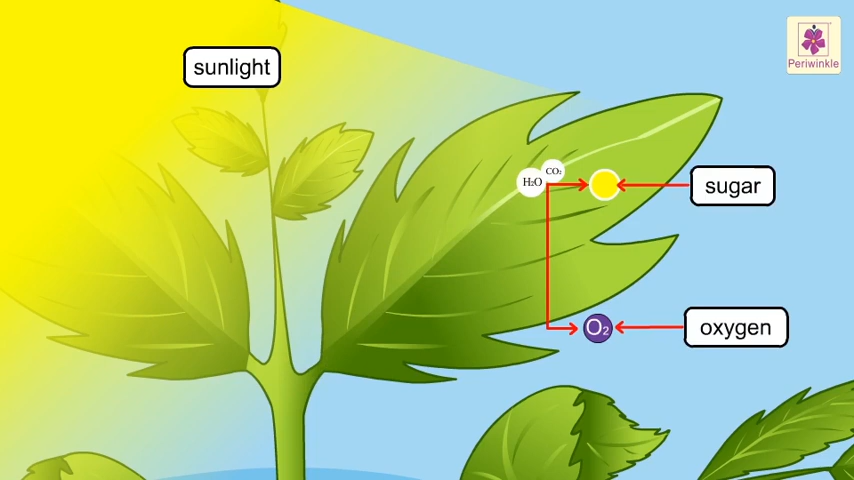 sunlight
Periwinkle
CO₂
H₂O
sugar
O₂
oxygen